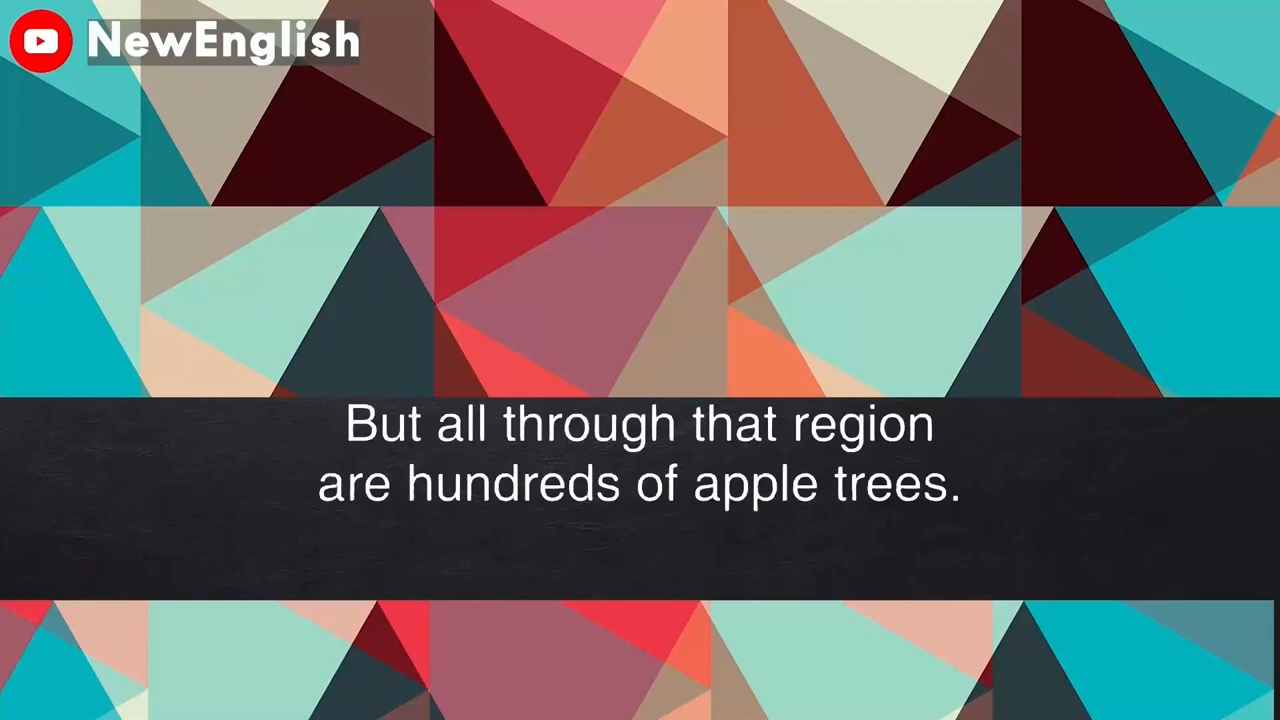 NewEnglish
But all through that region
are hundreds of apple trees.